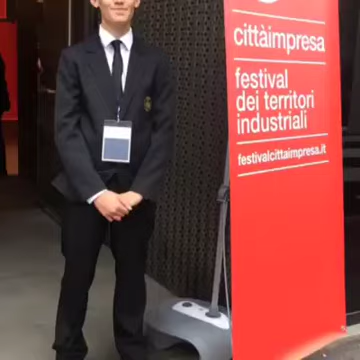 cittàimpresa
festival
dei territori
industriali
festivalcittaimpresa.it